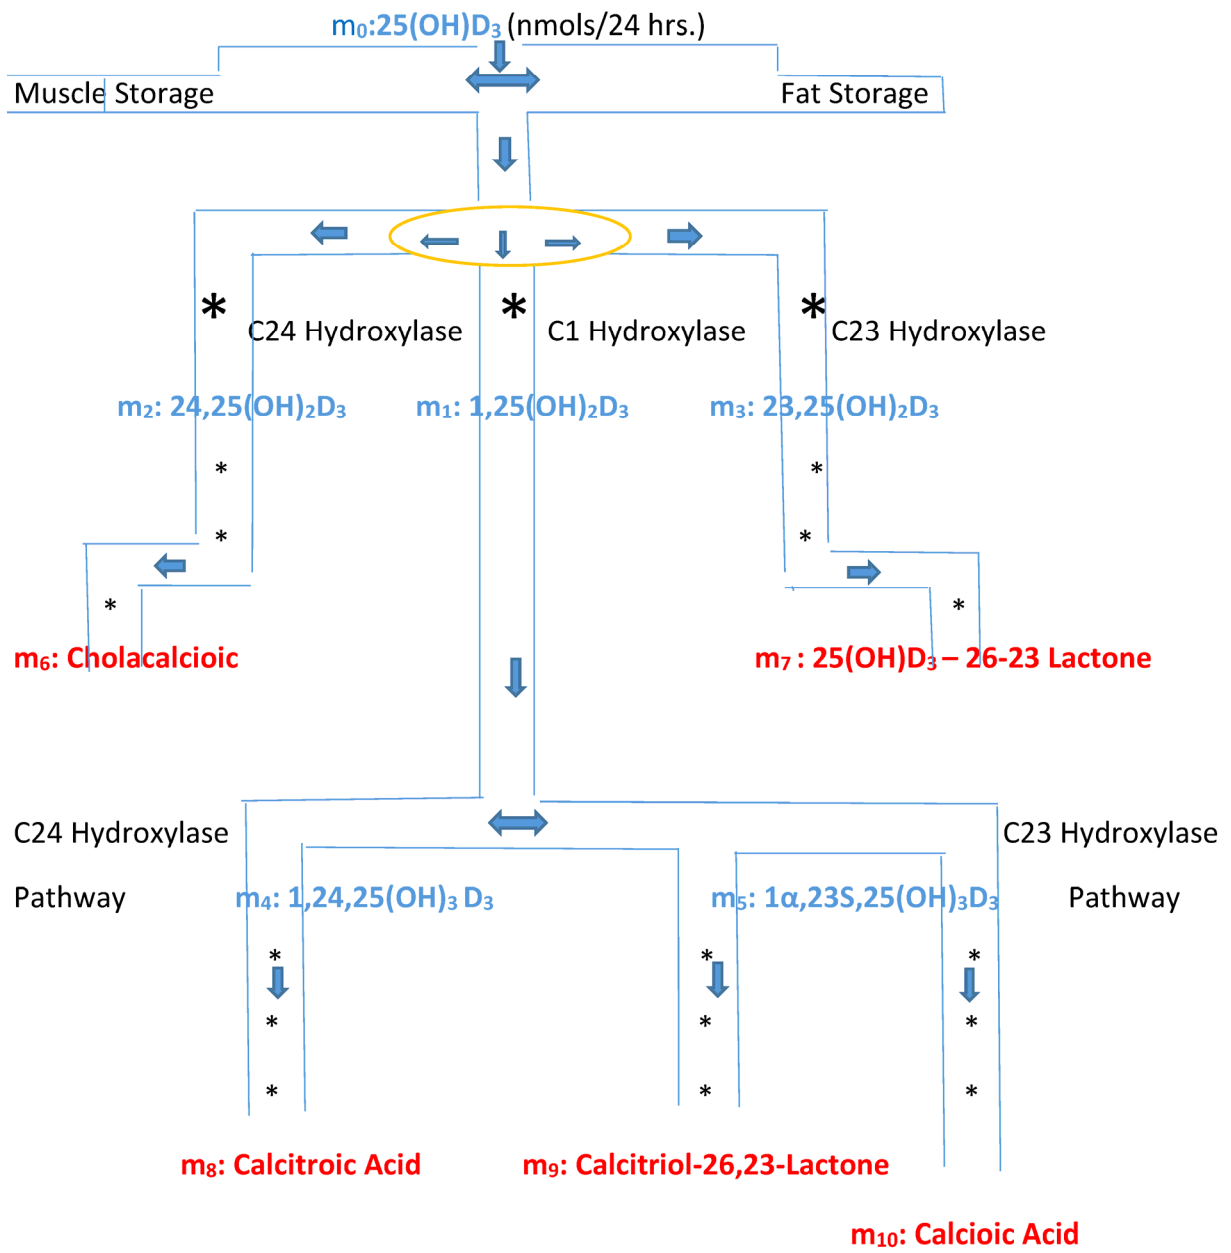 m₀:25(OH)D₃ (nmols/24 hrs.)
Muscle Storage Fat Storage
* * *
C24 Hydroxylase C1 Hydroxylase C23 Hydroxylase
m₂: 24,25(OH)₂D₃ m₁: 1,25(OH)₂D₃ m₃: 23,25(OH)₂D₃
* *
* *
* *
m₆: Cholacalcioic m₇ : 25(OH)D₃ – 26-23 Lactone
C24 Hydroxylase C23 Hydroxylase
Pathway m₄: 1,24,25(OH)₃ D₃ m₅: 1α,23S,25(OH)₃D₃ Pathway
* * *
* * *
* * *
m₈: Calcitroic Acid m₉: Calcitriol-26,23-Lactone
m₁₀: Calcioic Acid